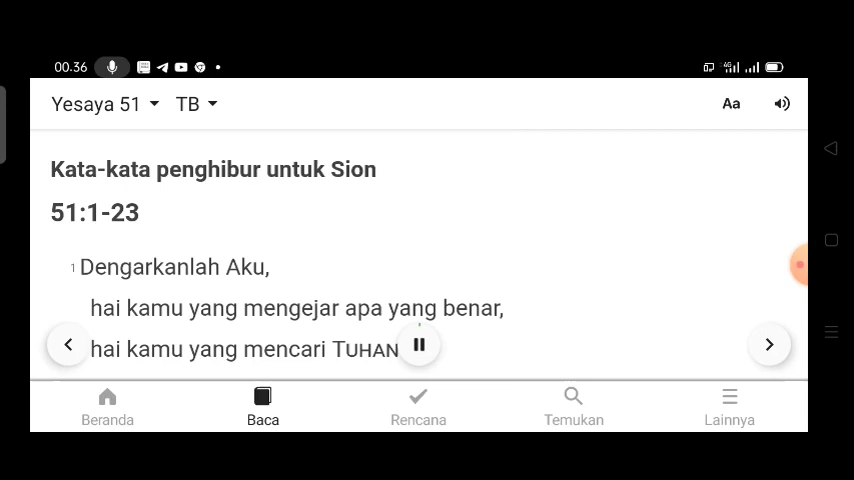 00.36 4G
Yesaya 51 TB Aa
Kata-kata penghibur untuk Sion
51:1-23
1 Dengarkanlah Aku,
hai kamu yang mengejar apa yang benar,
hai kamu yang mencari TUHAN
Beranda Baca Rencana Temukan Lainnya